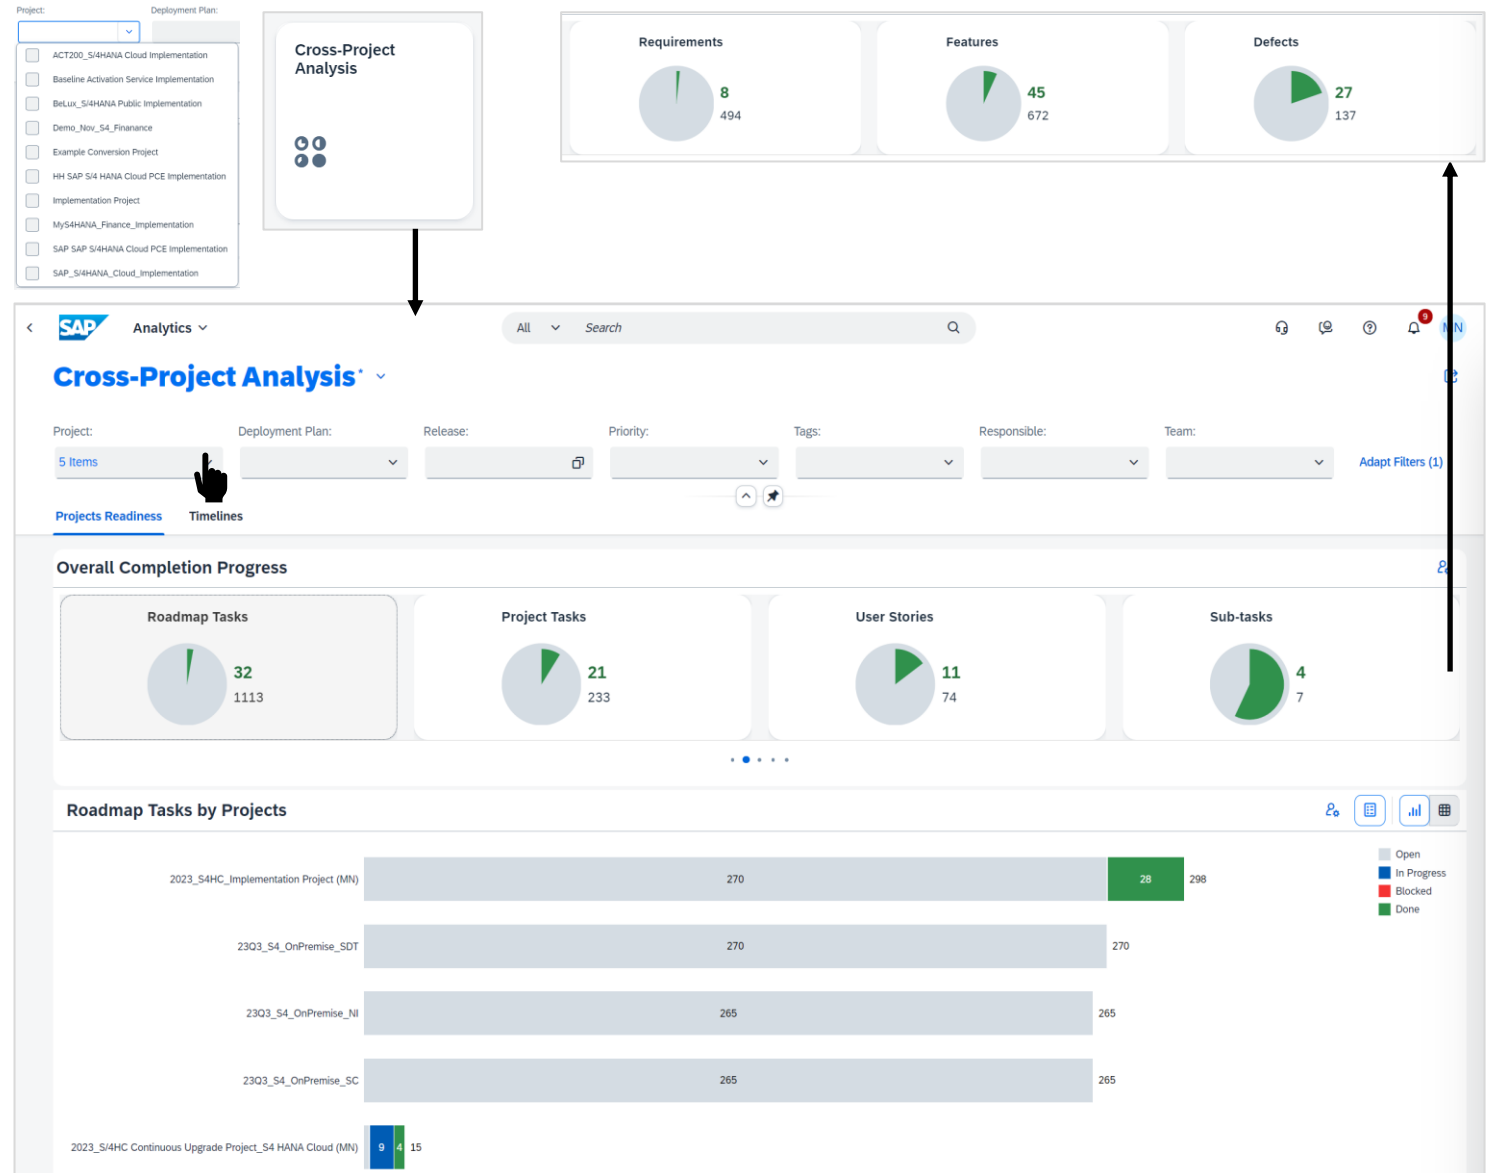 Project:
Deployment Plan:
ACT200_S/4HANA Cloud Implementation
Baseline Activation Service Implementation
BeLux_S/4HANA Public Implementation
Demo_Nov_S4_Finanance
Example Conversion Project
HH SAP S/4 HANA Cloud PCE Implementation
Implementation Project
MyS4HANA_Finance_Implementation
SAP SAP S/4HANA Cloud PCE Implementation
SAP_S/4HANA_Cloud_Implementation
Cross-Project
Analysis
Requirements
8
494
Features
45
672
Defects
27
137
SAP
Analytics
All
Search
9
MN
Cross-Project Analysis*
Project:
Deployment Plan:
Release:
Priority:
Tags:
Responsible:
Team:
5 Items
Adapt Filters (1)
Projects Readiness
Timelines
Overall Completion Progress
Roadmap Tasks
32
1113
Project Tasks
21
233
User Stories
11
74
Sub-tasks
4
7
Roadmap Tasks by Projects
Open
In Progress
Blocked
Done
2023_S4HC_Implementation Project (MN)
270
28
298
23Q3_S4_OnPremise_SDT
270
270
23Q3_S4_OnPremise_NI
265
265
23Q3_S4_OnPremise_SC
265
265
2023_S/4HC Continuous Upgrade Project_S4 HANA Cloud (MN)
9
4
15